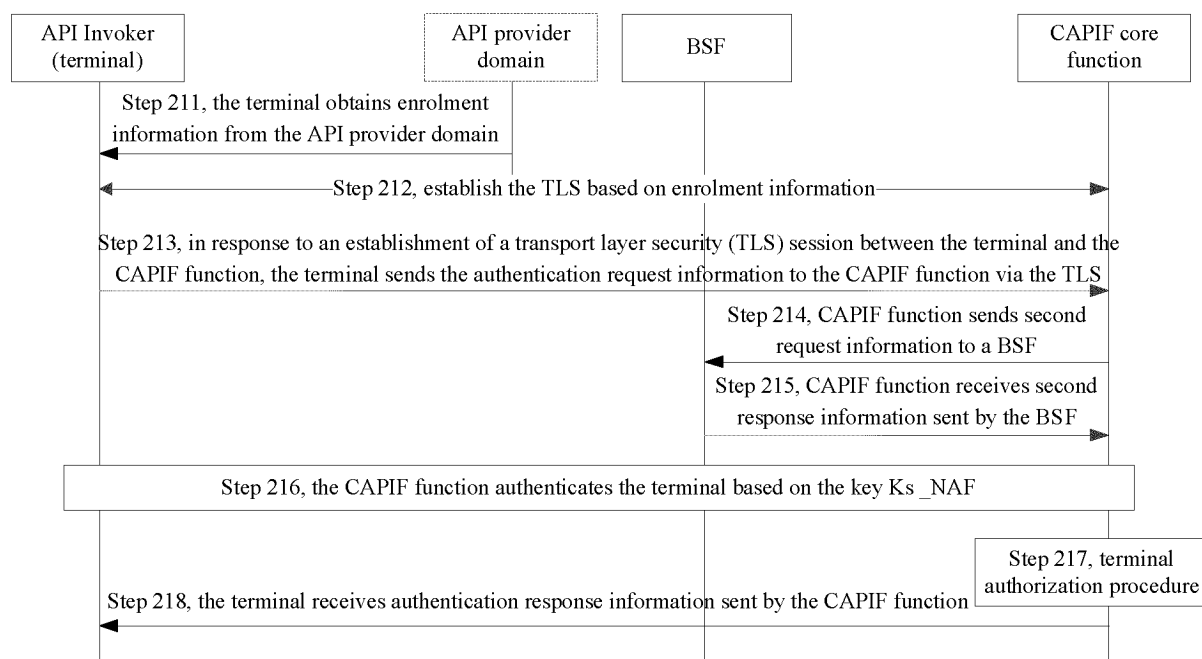 API Invoker
(terminal)
API provider
domain
BSF
CAPIF core
function
Step 211, the terminal obtains enrolment
information from the API provider domain
Step 212, establish the TLS based on enrolment information
Step 213, in response to an establishment of a transport layer security (TLS) session between the terminal and the
CAPIF function, the terminal sends the authentication request information to the CAPIF function via the TLS
Step 214, CAPIF function sends second
request information to a BSF
Step 215, CAPIF function receives second
response information sent by the BSF
Step 216, the CAPIF function authenticates the terminal based on the key Ks _NAF
Step 217, terminal
authorization procedure
Step 218, the terminal receives authentication response information sent by the CAPIF function